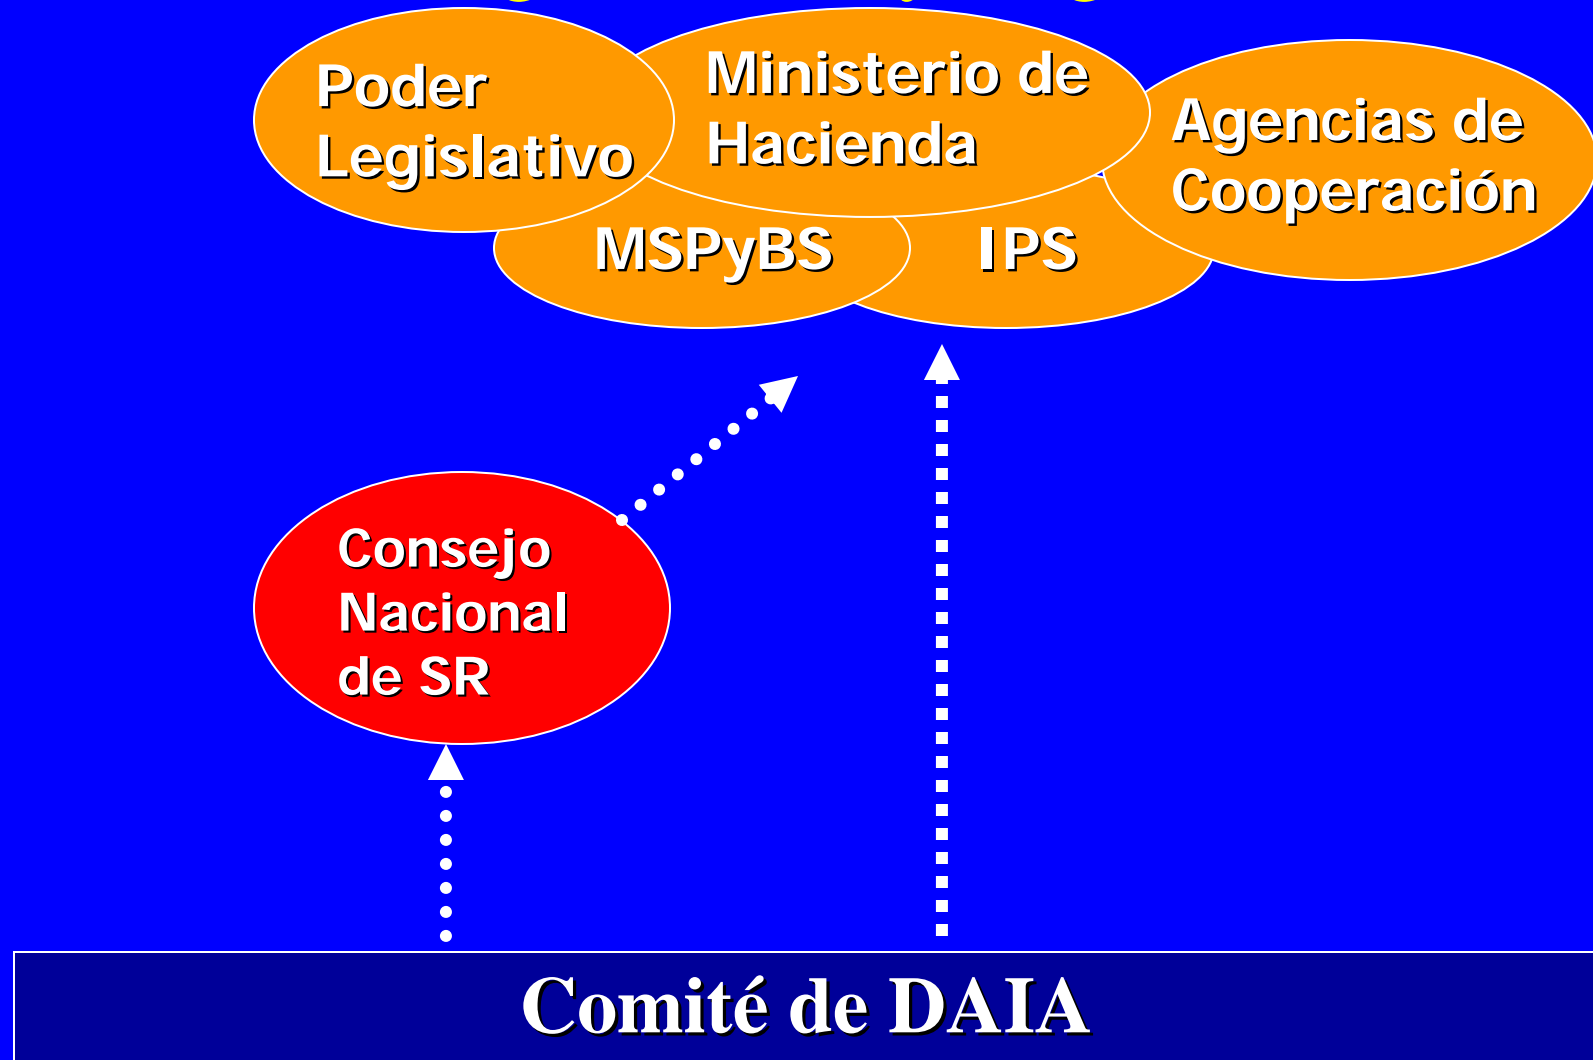 Poder
Legislativo
Ministerio de
Hacienda
Agencias de
Cooperación
MSPyBS
IPS
Consejo
Nacional
de SR
Comité de DAIA